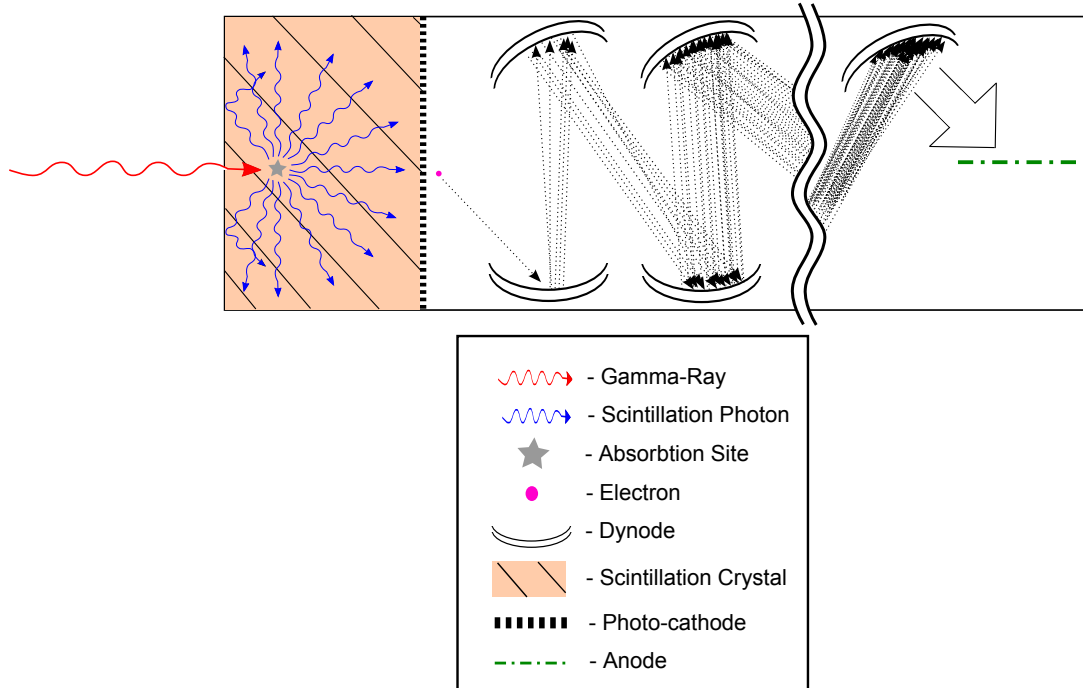 - Gamma-Ray
- Scintillation Photon
- Absorbtion Site
- Electron
- Dynode
- Scintillation Crystal
- Photo-cathode
- Anode